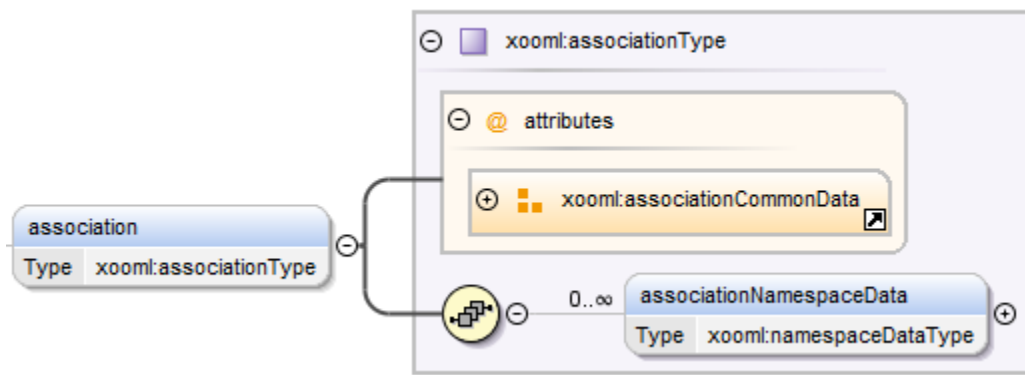 xooml:associationType
@ attributes
xooml:associationCommonData
association
Type xooml:associationType
0..∞
associationNamespaceData
Type xooml:namespaceDataType